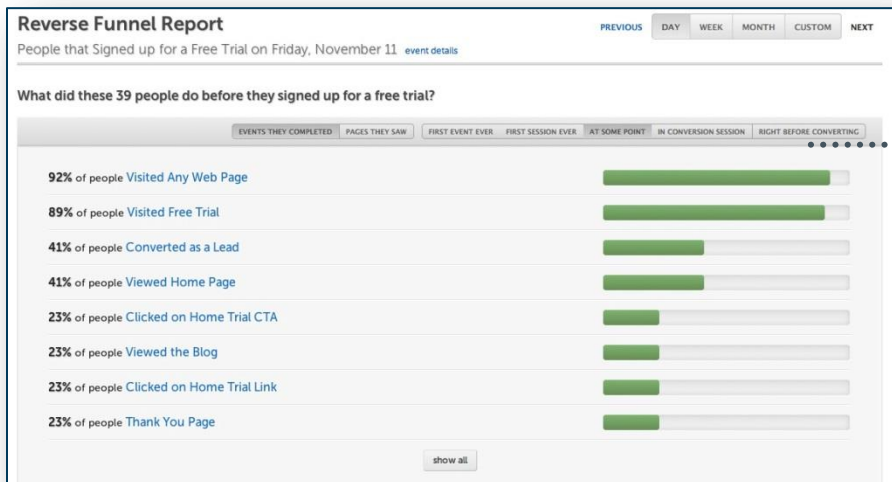 Reverse Funnel Report
PREVIOUS DAY WEEK MONTH CUSTOM NEXT
People that Signed up for a Free Trial on Friday, November 11 event details
What did these 39 people do before they signed up for a free trial?
EVENTS THEY COMPLETED PAGES THEY SAW FIRST EVENT EVER FIRST SESSION EVER AT SOME POINT IN CONVERSION SESSION RIGHT BEFORE CONVERTING
92% of people Visited Any Web Page
89% of people Visited Free Trial
41% of people Converted as a Lead
41% of people Viewed Home Page
23% of people Clicked on Home Trial CTA
23% of people Viewed the Blog
23% of people Clicked on Home Trial Link
23% of people Thank You Page
show all